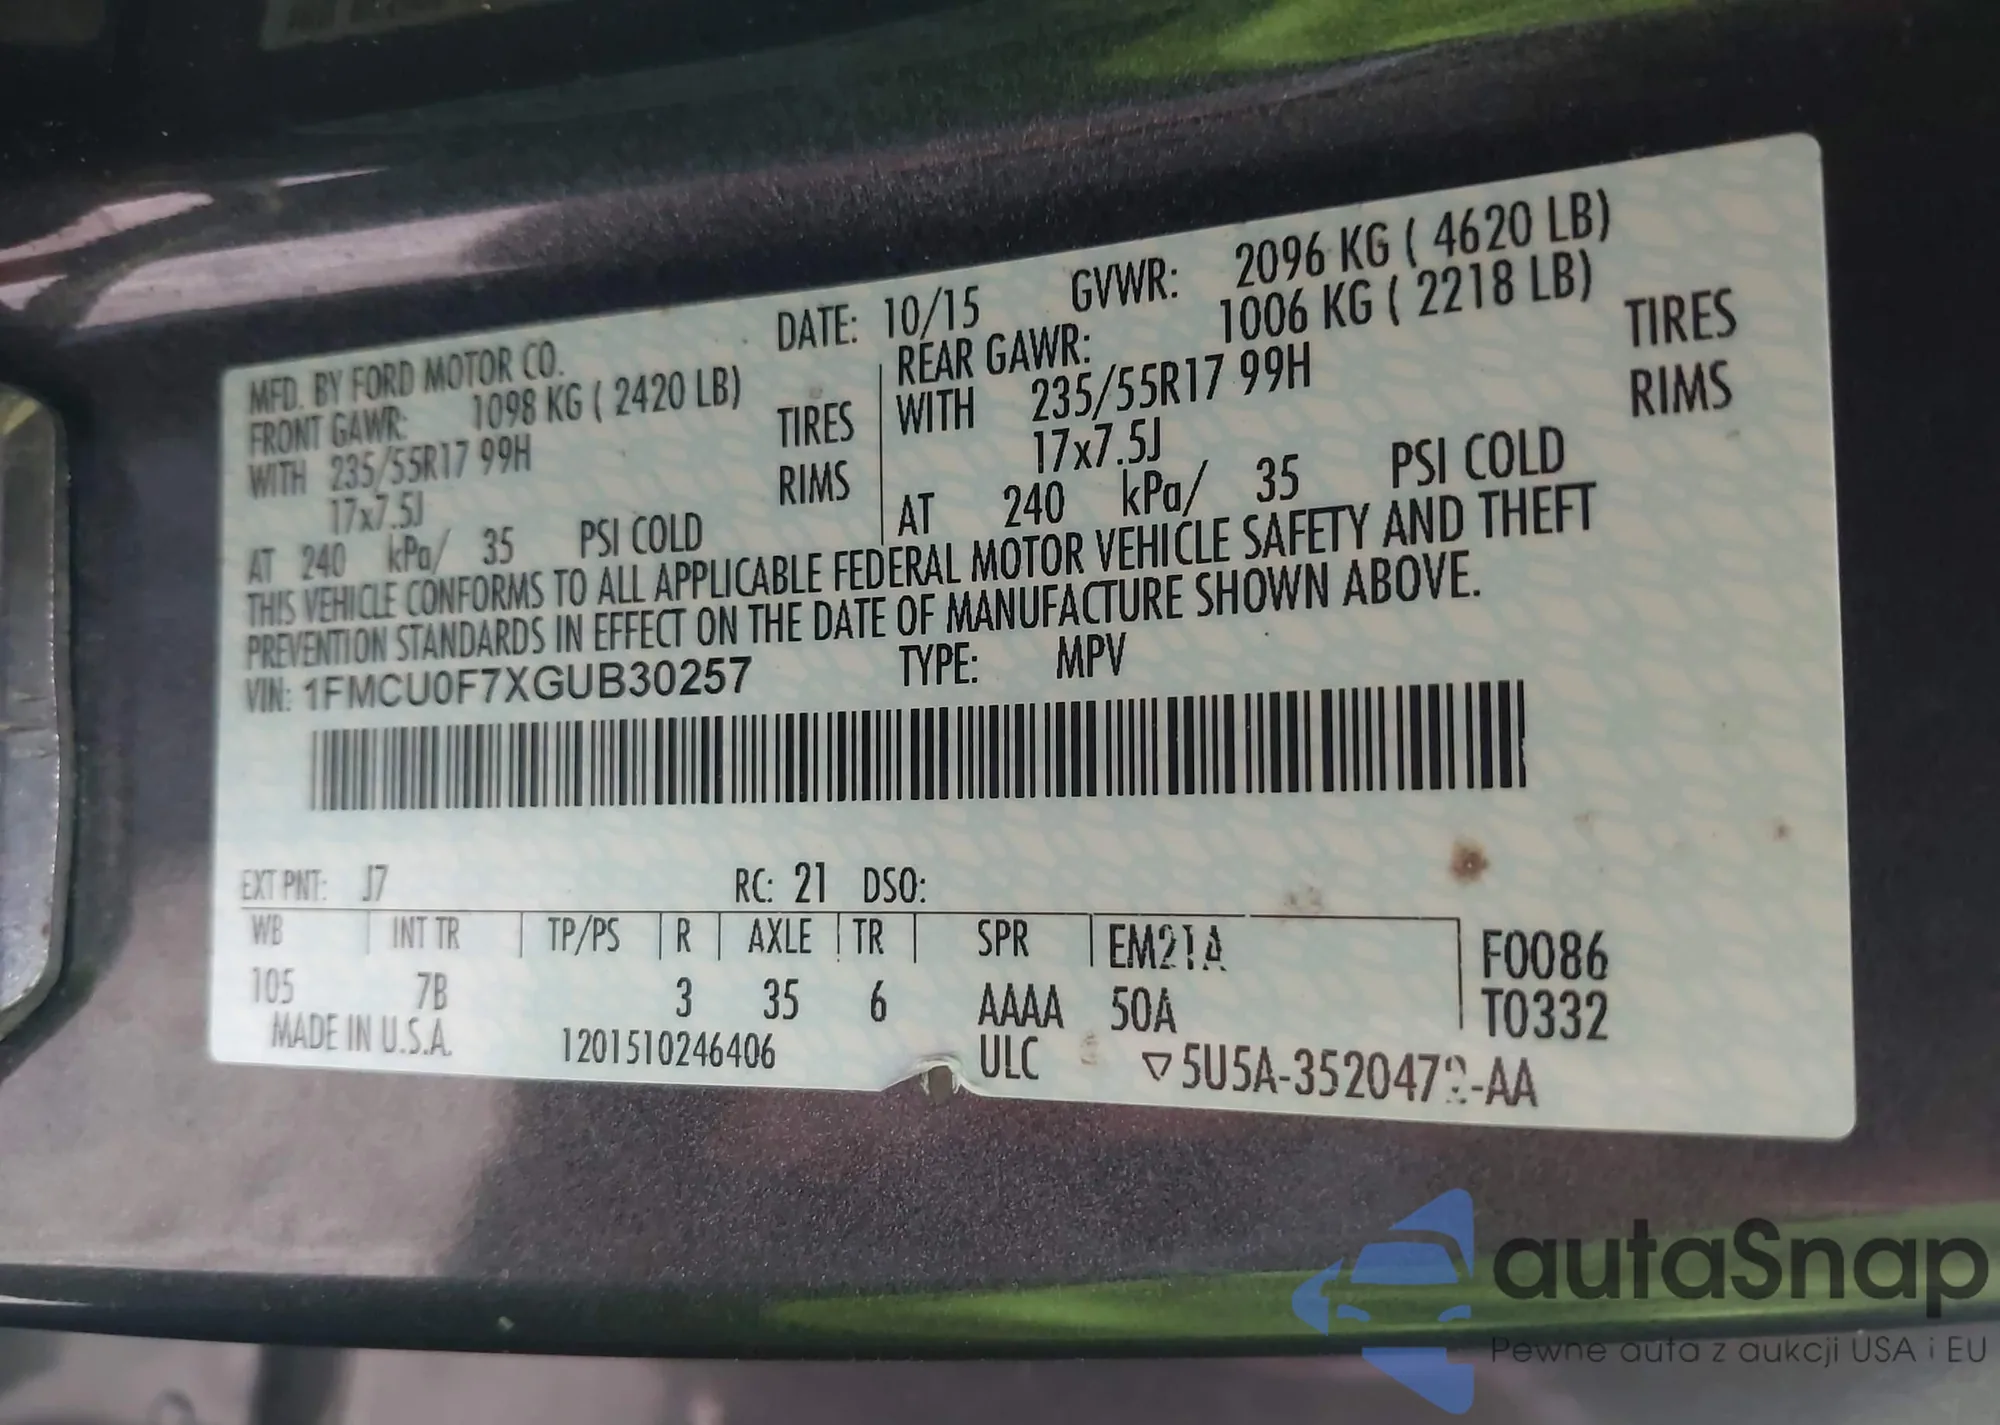 MFD. BY FORD MOTOR CO. DATE: 10/15 GVWR: 2096 KG ( 4620 LB)
FRONT GAWR: 1098 KG ( 2420 LB) REAR GAWR: 1006 KG ( 2218 LB)
WITH 235/55R17 99H TIRES WITH 235/55R17 99H TIRES
17x7.5J RIMS 17x7.5J RIMS
AT 240 kPa/ 35 PSI COLD AT 240 kPa/ 35 PSI COLD
THIS VEHICLE CONFORMS TO ALL APPLICABLE FEDERAL MOTOR VEHICLE SAFETY AND THEFT
PREVENTION STANDARDS IN EFFECT ON THE DATE OF MANUFACTURE SHOWN ABOVE.
VIN: 1FMCU0F7XGUB30257 TYPE: MPV
EXT PNT: J7 RC: 21 DSO:
WB INT TR TP/PS R AXLE TR SPR EM21A F0086
105 7B 3 35 6 AAAA 50A T0332
MADE IN U.S.A. 1201510246406 ULC ▽5U5A-3520472-AA
autaSnap
Pewne auta z aukcji USA i EU